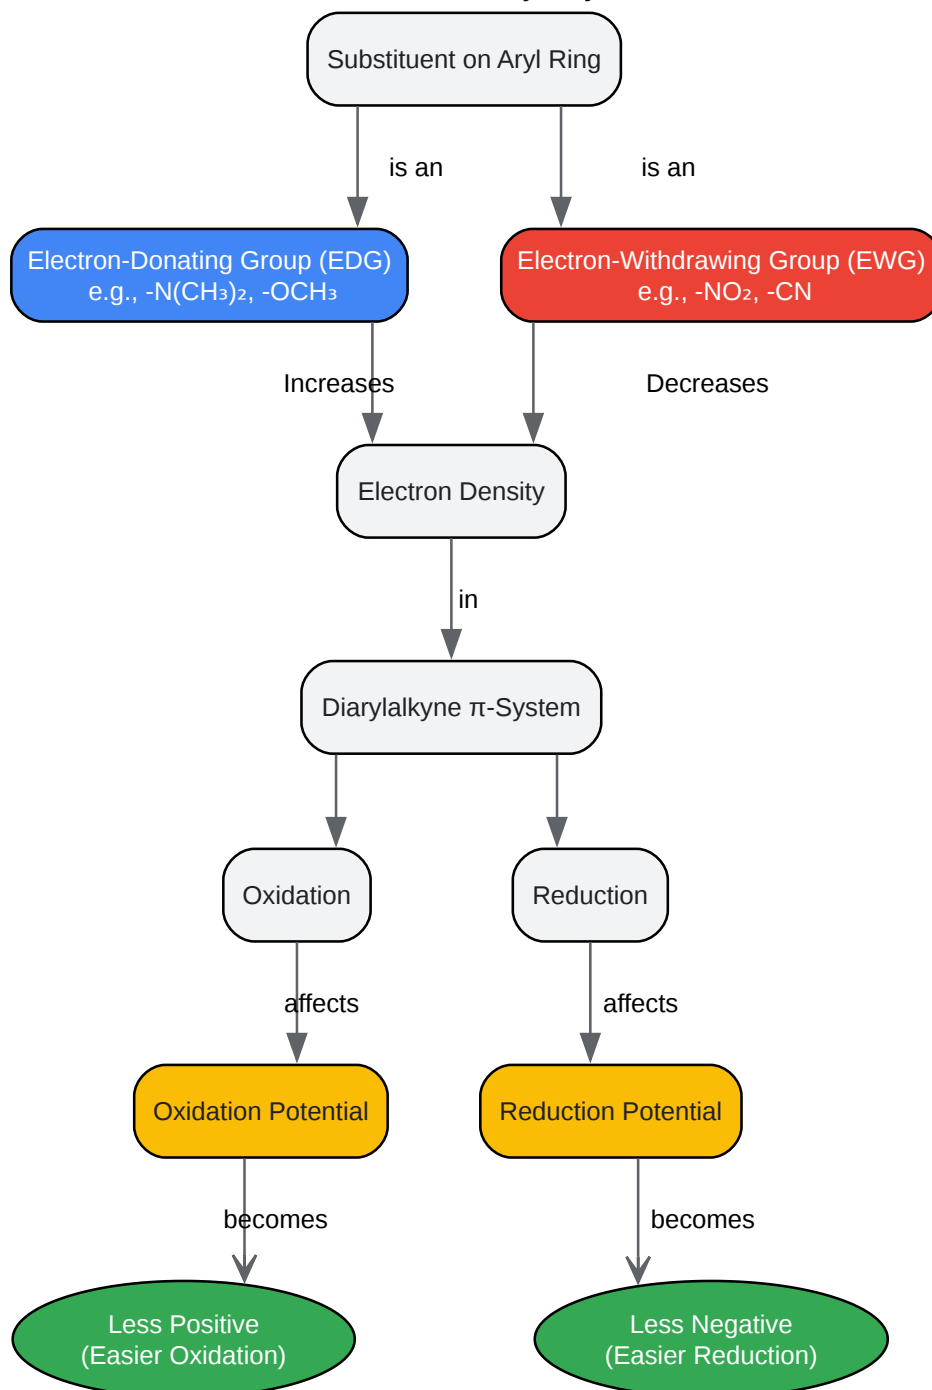 Substituent on Aryl Ring
is an
is an
Electron-Donating Group (EDG)
e.g., -N(CH₃)₂, -OCH₃
Electron-Withdrawing Group (EWG)
e.g., -NO₂, -CN
Increases
Decreases
Electron Density
in
Diarylalkyne π-System
Oxidation
Reduction
affects
affects
Oxidation Potential
Reduction Potential
becomes
becomes
Less Positive
(Easier Oxidation)
Less Negative
(Easier Reduction)